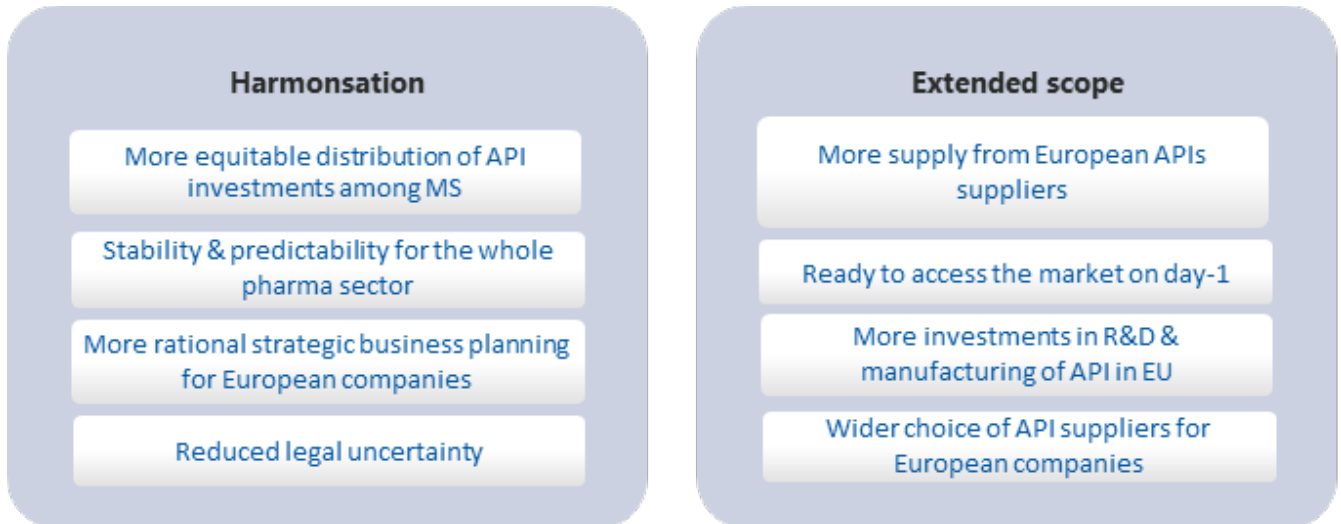 Harmonsation
More equitable distribution of API
investments among MS
Stability & predictability for the whole
pharma sector
More rational strategic business planning
for European companies
Reduced legal uncertainty
Extended scope
More supply from European APIs
suppliers
Ready to access the market on day-1
More investments in R&D &
manufacturing of API in EU
Wider choice of API suppliers for
European companies